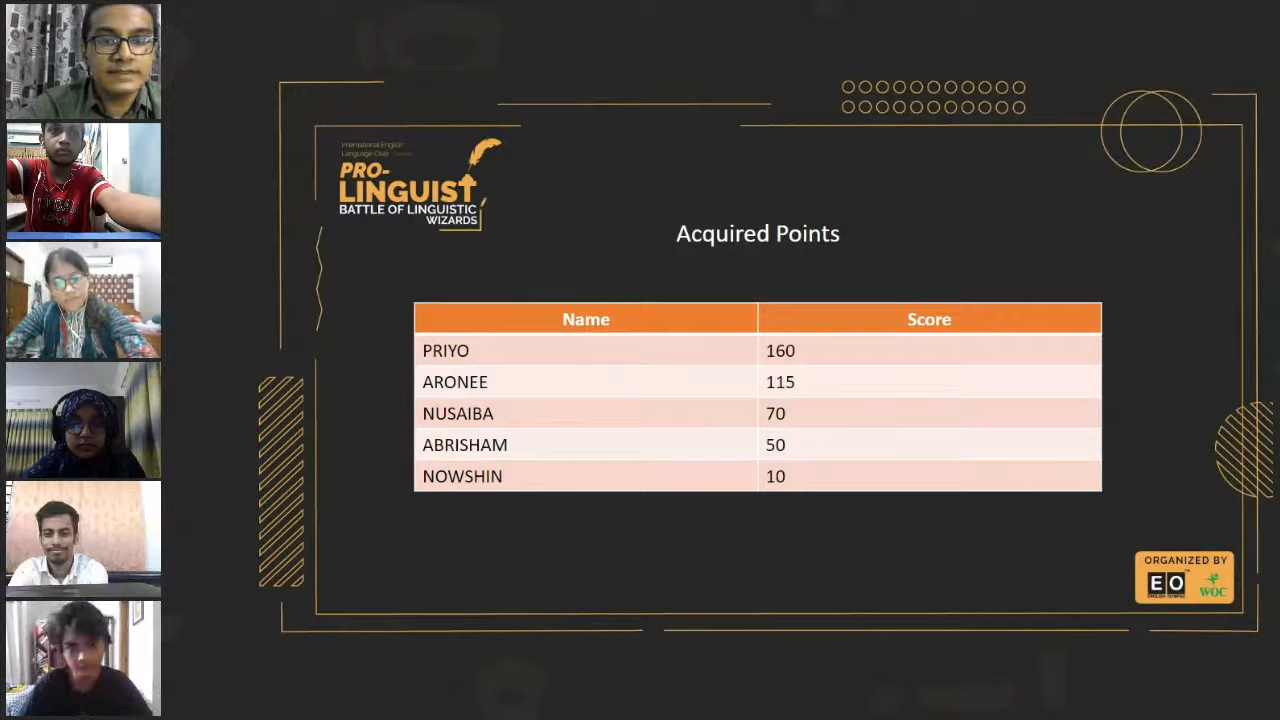 International English
Language Club
PRO-
LINGUIST
BATTLE OF LINGUISTIC
WIZARDS
Acquired Points
Name Score
PRIYO 160
ARONEE 115
NUSAIBA 70
ABRISHAM 50
NOWSHIN 10
ORGANIZED BY
EO
WOC